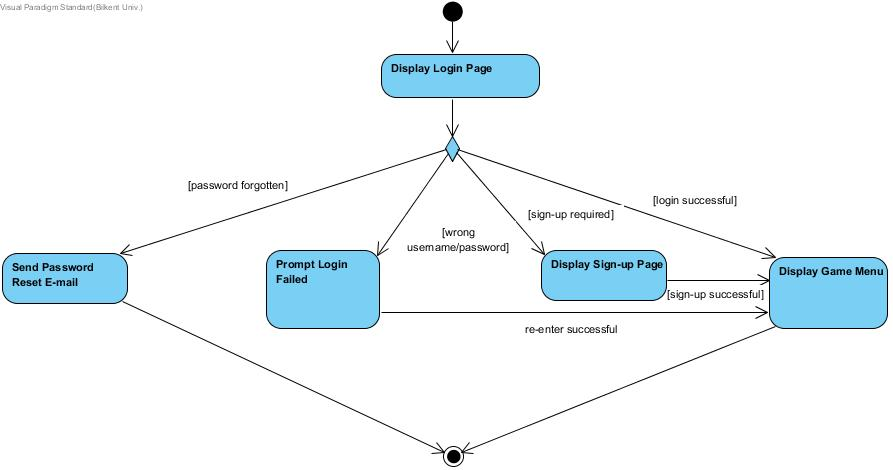 Visual Paradigm Standard(Bilkent Univ.)
Display Login Page
[password forgotten]
[login successful]
[sign-up required]
[wrong
username/password]
Send Password
Reset E-mail
Prompt Login
Failed
Display Sign-up Page
Display Game Menu
[sign-up successful]
re-enter successful